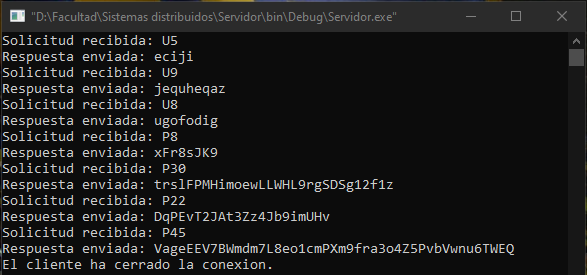 "D:\Facultad\Sistemas distribuidos\Servidor\bin\Debug\Servidor.exe"
Solicitud recibida: U5
Respuesta enviada: eciji
Solicitud recibida: U9
Respuesta enviada: jequheqaz
Solicitud recibida: U8
Respuesta enviada: ugofodig
Solicitud recibida: P8
Respuesta enviada: xFr8sJK9
Solicitud recibida: P30
Respuesta enviada: trslFPMHimoewLLWHL9rgSDSg12f1z
Solicitud recibida: P22
Respuesta enviada: DqPEvT2JAt3Zz4Jb9imUHv
Solicitud recibida: P45
Respuesta enviada: VageEEV7BWmdm7L8eo1cmPXm9fra3o4Z5PvbVwnu6TWEQ
El cliente ha cerrado la conexion.